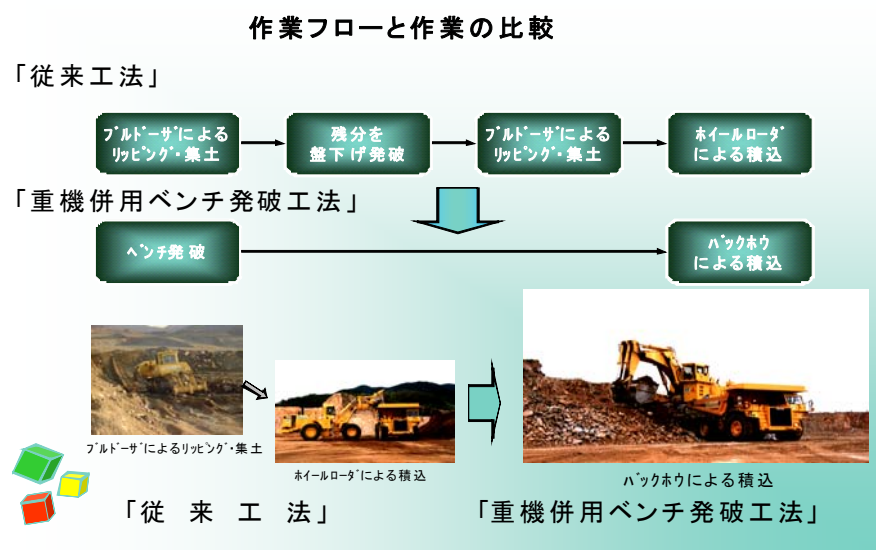 作業フローと作業の比較
「従来工法」
ﾌﾞﾙﾄﾞｰｻﾞによる
ﾘｯﾋﾟﾝｸﾞ・集土
残分を
盤下げ発破
ﾌﾞﾙﾄﾞｰｻﾞによる
ﾘｯﾋﾟﾝｸﾞ・集土
ﾎｲｰﾙﾛｰﾀﾞ
による積込
「重機併用ベンチ発破工法」
ﾍﾞﾝﾁ発破
ﾊﾞｯｸﾎｳ
による積込
ﾌﾞﾙﾄﾞｰｻﾞによるﾘｯﾋﾟﾝｸﾞ・集土
ﾎｲｰﾙﾛｰﾀﾞによる積込
ﾊﾞｯｸﾎｳによる積込
「従来工法」
「重機併用ベンチ発破工法」